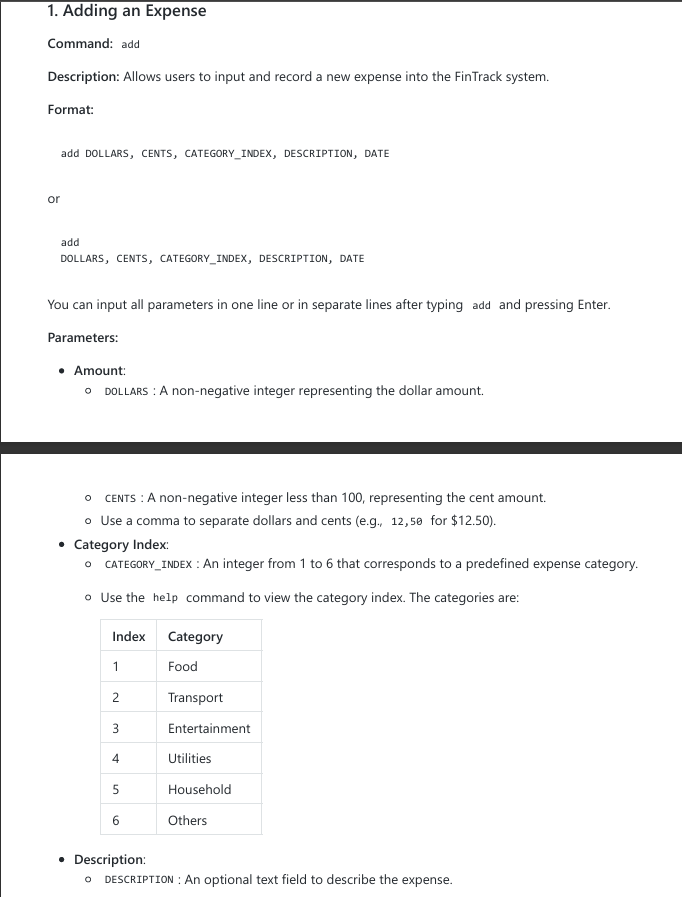 1. Adding an Expense
Command: add
Description: Allows users to input and record a new expense into the FinTrack system.
Format:
add DOLLARS, CENTS, CATEGORY_INDEX, DESCRIPTION, DATE
or
add
DOLLARS, CENTS, CATEGORY_INDEX, DESCRIPTION, DATE
You can input all parameters in one line or in separate lines after typing add and pressing Enter.
Parameters:
• Amount:
○ DOLLARS : A non-negative integer representing the dollar amount.
○ CENTS : A non-negative integer less than 100, representing the cent amount.
○ Use a comma to separate dollars and cents (e.g., 12,50 for $12.50).
• Category Index:
○ CATEGORY_INDEX : An integer from 1 to 6 that corresponds to a predefined expense category.
○ Use the help command to view the category index. The categories are:
Index Category
1 Food
2 Transport
3 Entertainment
4 Utilities
5 Household
6 Others
• Description:
○ DESCRIPTION : An optional text field to describe the expense.